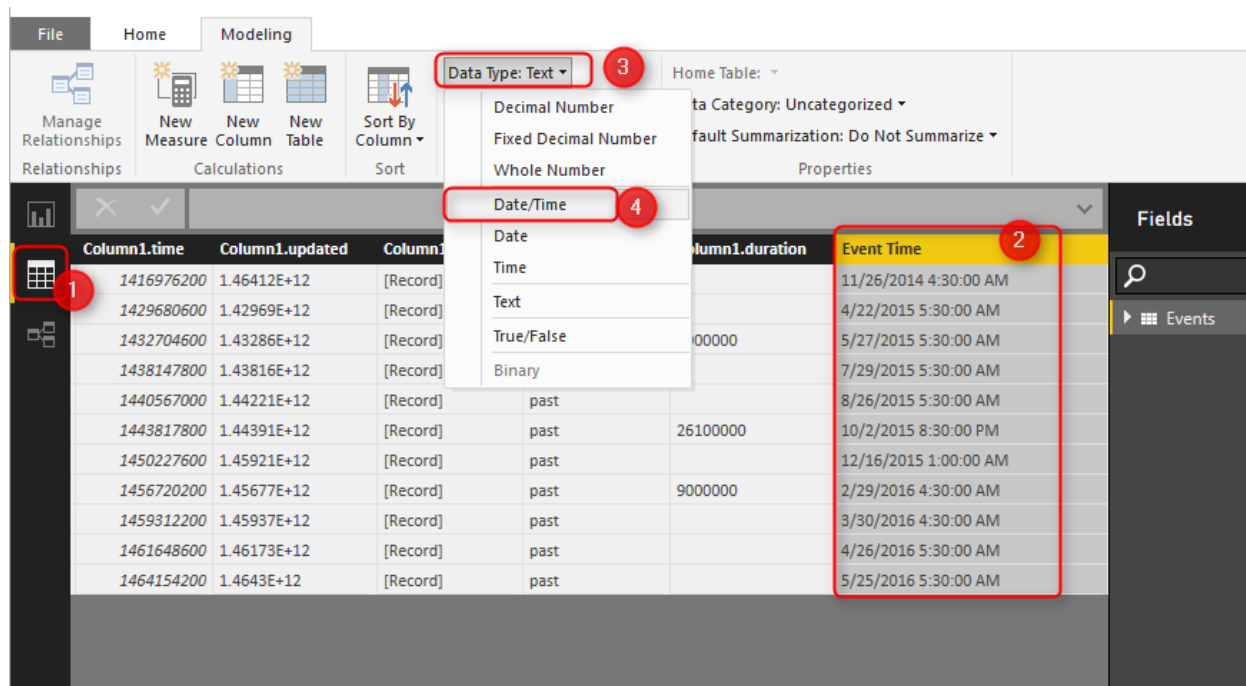 File Home Modeling
Data Type: Text 3 Home Table:
Decimal Number
ta Category: Uncategorized
Manage Relationships New Measure New Column New Table Sort By Column
Fixed Decimal Number
fault Summarization: Do Not Summarize
Whole Number
Relationships Calculations Sort Properties
Date/Time 4
Date
Time
Text
True/False
Binary
Fields
Column1.time Column1.updated Column1 lumn1.duration Event Time 2
1
1416976200 1.46412E+12 [Record] 11/26/2014 4:30:00 AM
1429680600 1.42969E+12 [Record] 4/22/2015 5:30:00 AM
Events
1432704600 1.43286E+12 [Record] 000000 5/27/2015 5:30:00 AM
1438147800 1.43816E+12 [Record] 7/29/2015 5:30:00 AM
1440567000 1.44221E+12 [Record] past 8/26/2015 5:30:00 AM
1443817800 1.44391E+12 [Record] past 26100000 10/2/2015 8:30:00 PM
1450227600 1.45921E+12 [Record] past 12/16/2015 1:00:00 AM
1456720200 1.45677E+12 [Record] past 9000000 2/29/2016 4:30:00 AM
1459312200 1.45937E+12 [Record] past 3/30/2016 4:30:00 AM
1461648600 1.46173E+12 [Record] past 4/26/2016 5:30:00 AM
1464154200 1.4643E+12 [Record] past 5/25/2016 5:30:00 AM